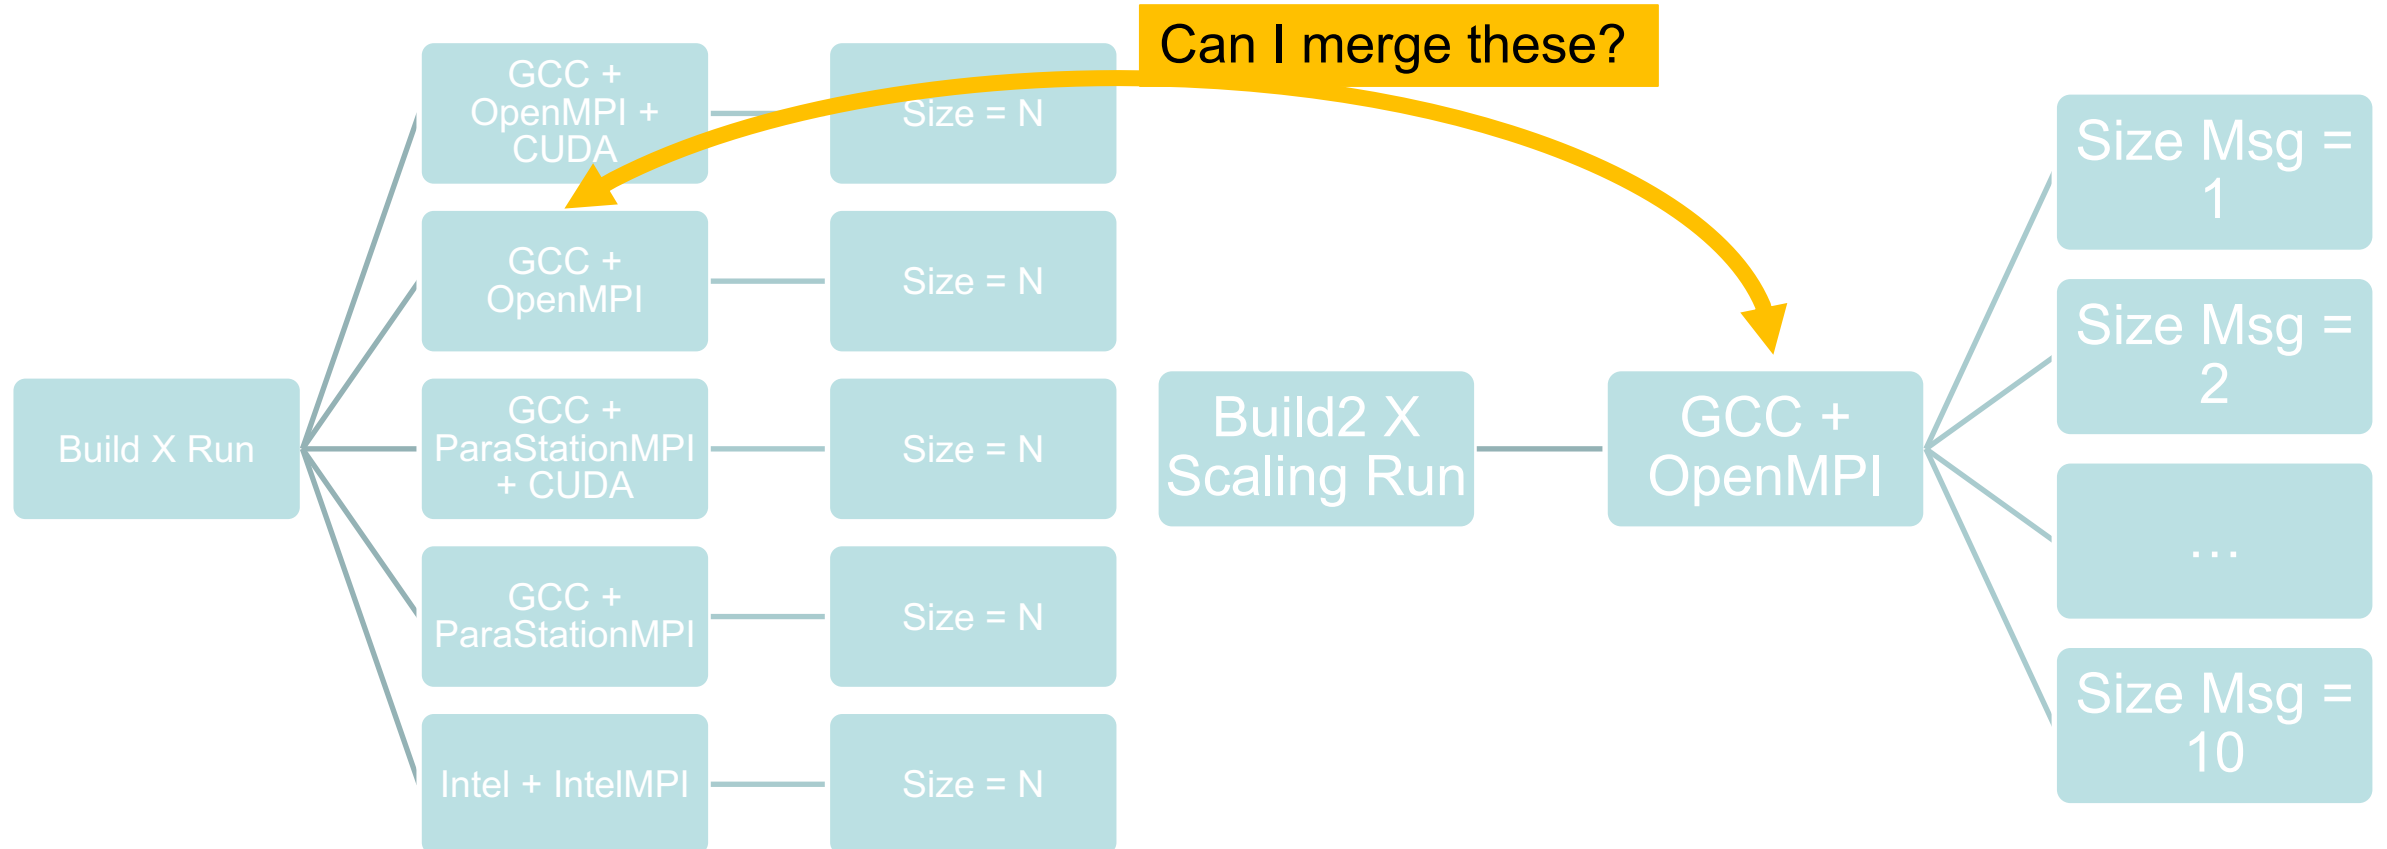 Can I merge these?
GCC +
OpenMPI +
CUDA
Size = N
GCC +
OpenMPI
Size = N
Build X Run
GCC +
ParaStationMPI
+ CUDA
Size = N
GCC +
ParaStationMPI
Size = N
Intel + IntelMPI
Size = N
Build2 X
Scaling Run
GCC +
OpenMPI
Size Msg =
1
Size Msg =
2
...
Size Msg =
10